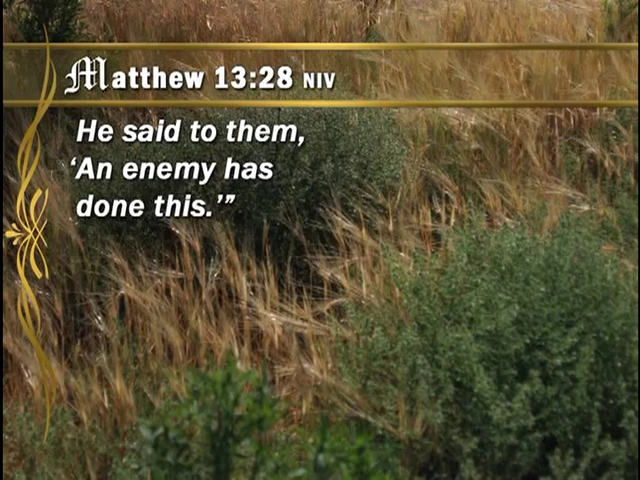 Matthew 13:28 NIV
He said to them,
‘An enemy has
done this.’”